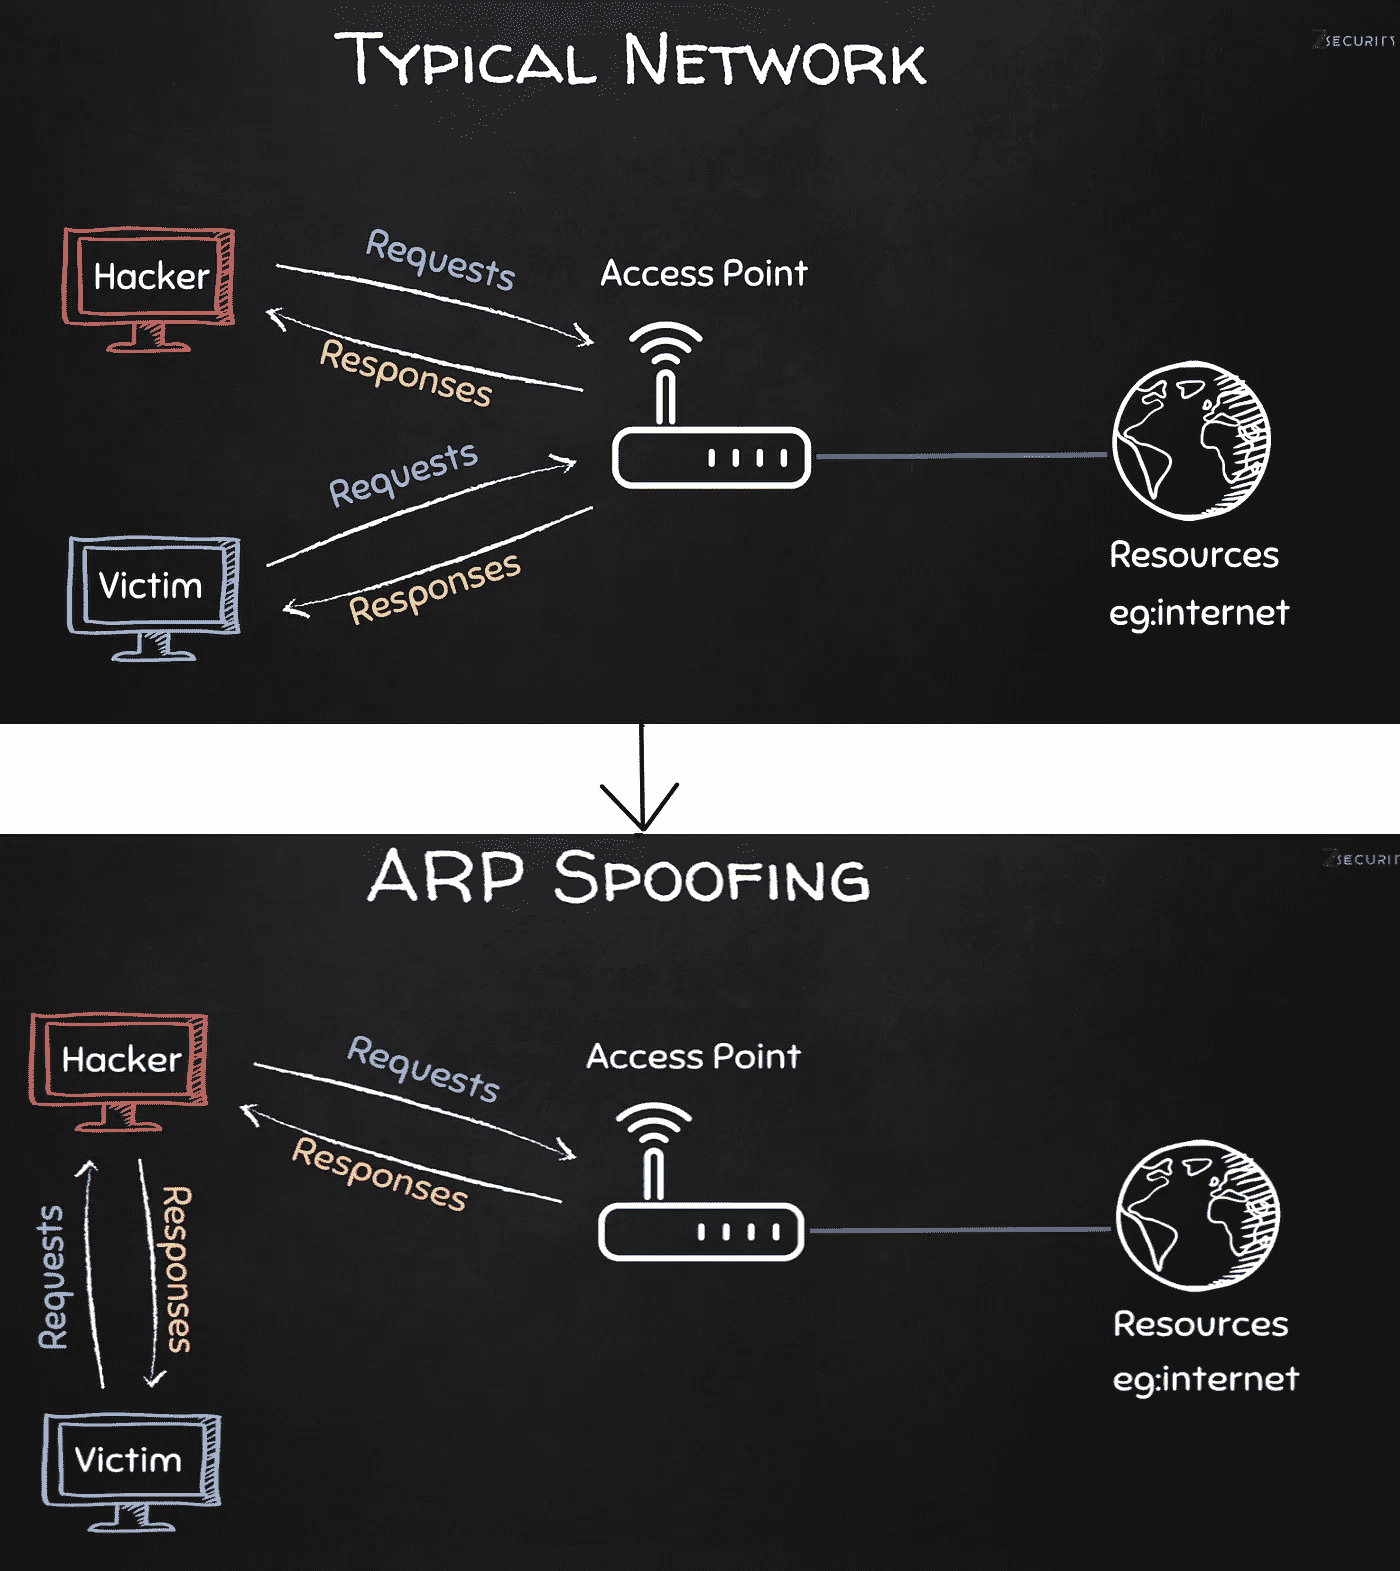 TYPICAL NETWORK
ZSECURITY
Hacker
Requests
Responses
Access Point
Requests
Responses
Victim
Resources
eg:internet
ARP SPOOFING
ZSECURIT
Hacker
Requests
Responses
Access Point
Requests
Responses
Victim
Resources
eg:internet